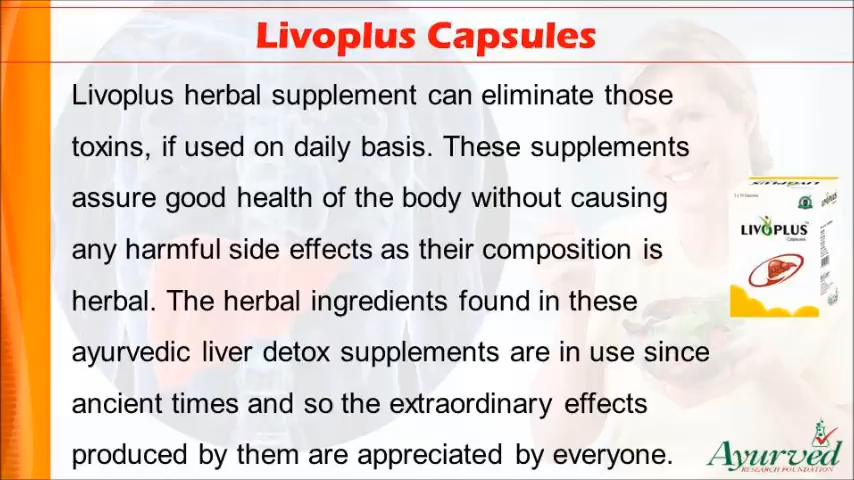 Livoplus Capsules
Livoplus herbal supplement can eliminate those
toxins, if used on daily basis. These supplements
assure good health of the body without causing
any harmful side effects as their composition is
herbal. The herbal ingredients found in these
ayurvedic liver detox supplements are in use since
ancient times and so the extraordinary effects
produced by them are appreciated by everyone.
LIVOPLUS
Capsules
Ayurved
RESEARCH FOUNDATION